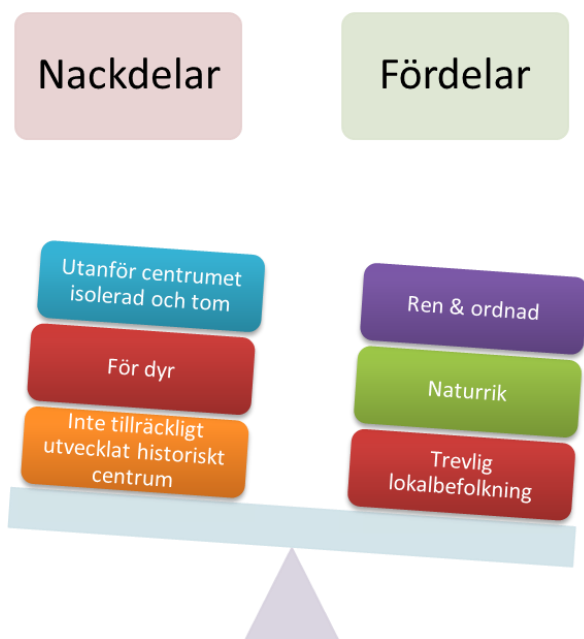 Nackdelar
Fördelar
Utanför centrumet
isolerad och tom
För dyr
Inte tillräckligt
utvecklat historiskt
centrum
Ren & ordnad
Naturrik
Trevlig
lokalbefolkning